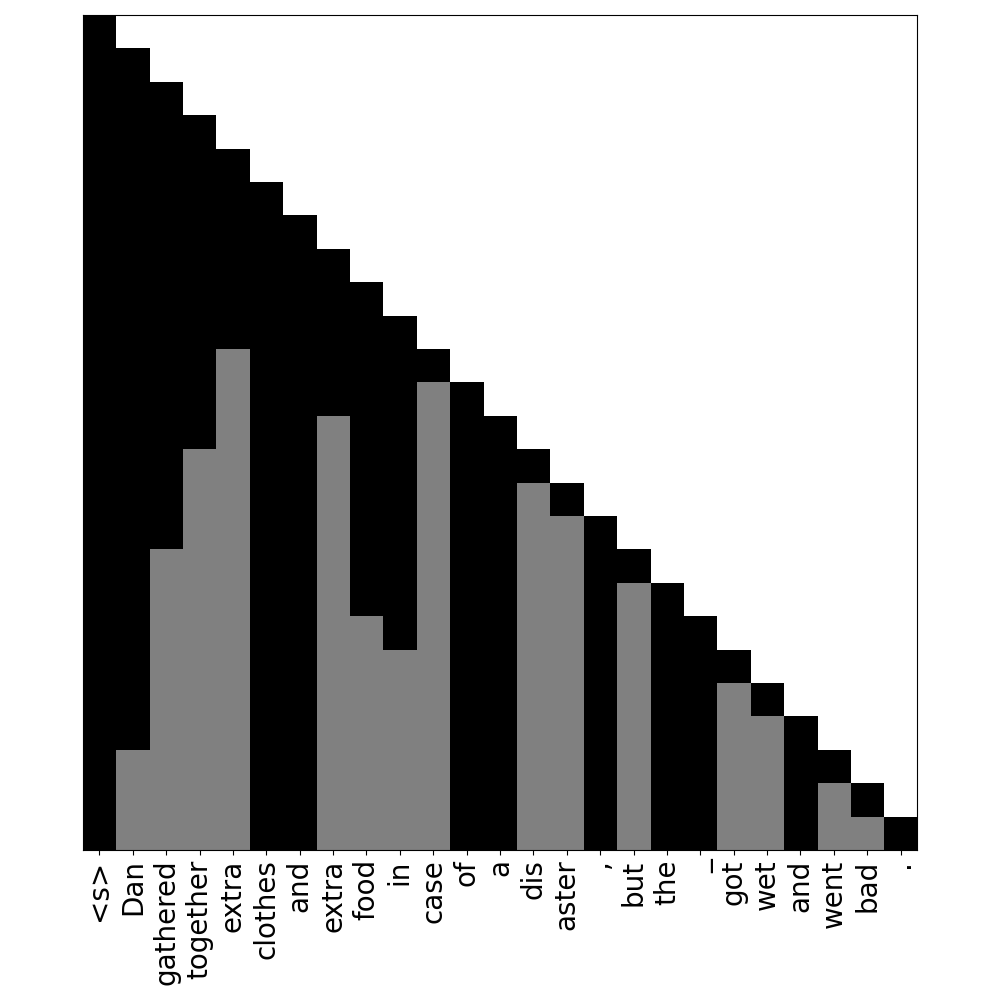 <s>
Dan
gathered
together
extra
clothes
and
extra
food
in
case
of
a
dis
aster
,
but
the
_
got
wet
and
went
bad
.